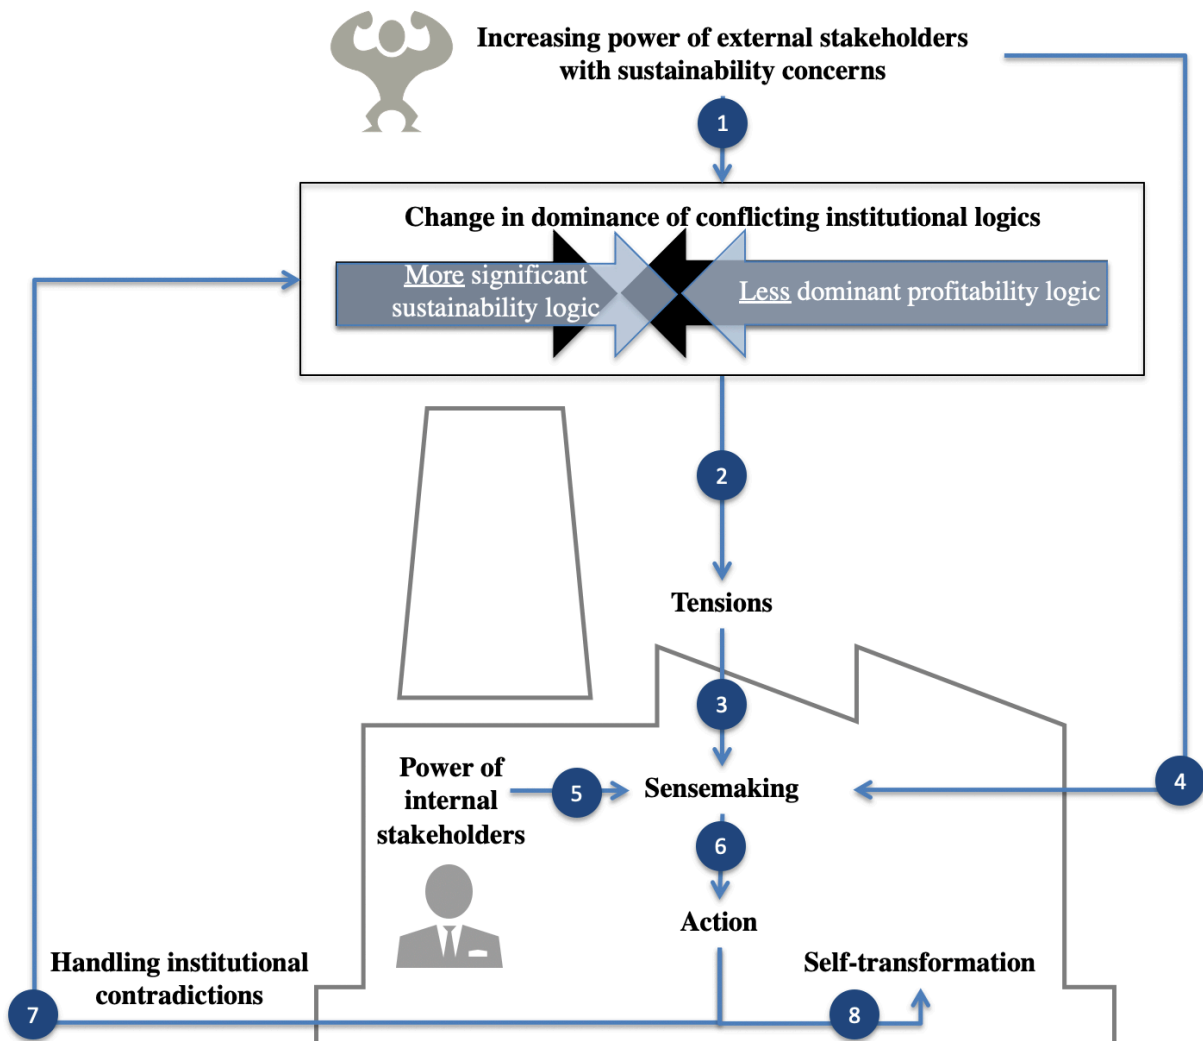 Increasing power of external stakeholders
with sustainability concerns
1
Change in dominance of conflicting institutional logics
More significant
sustainability logic
Less dominant profitability logic
2
Tensions
3
Power of
internal
stakeholders
5
Sensemaking
4
6
Action
Handling institutional
contradictions
Self-transformation
7
8